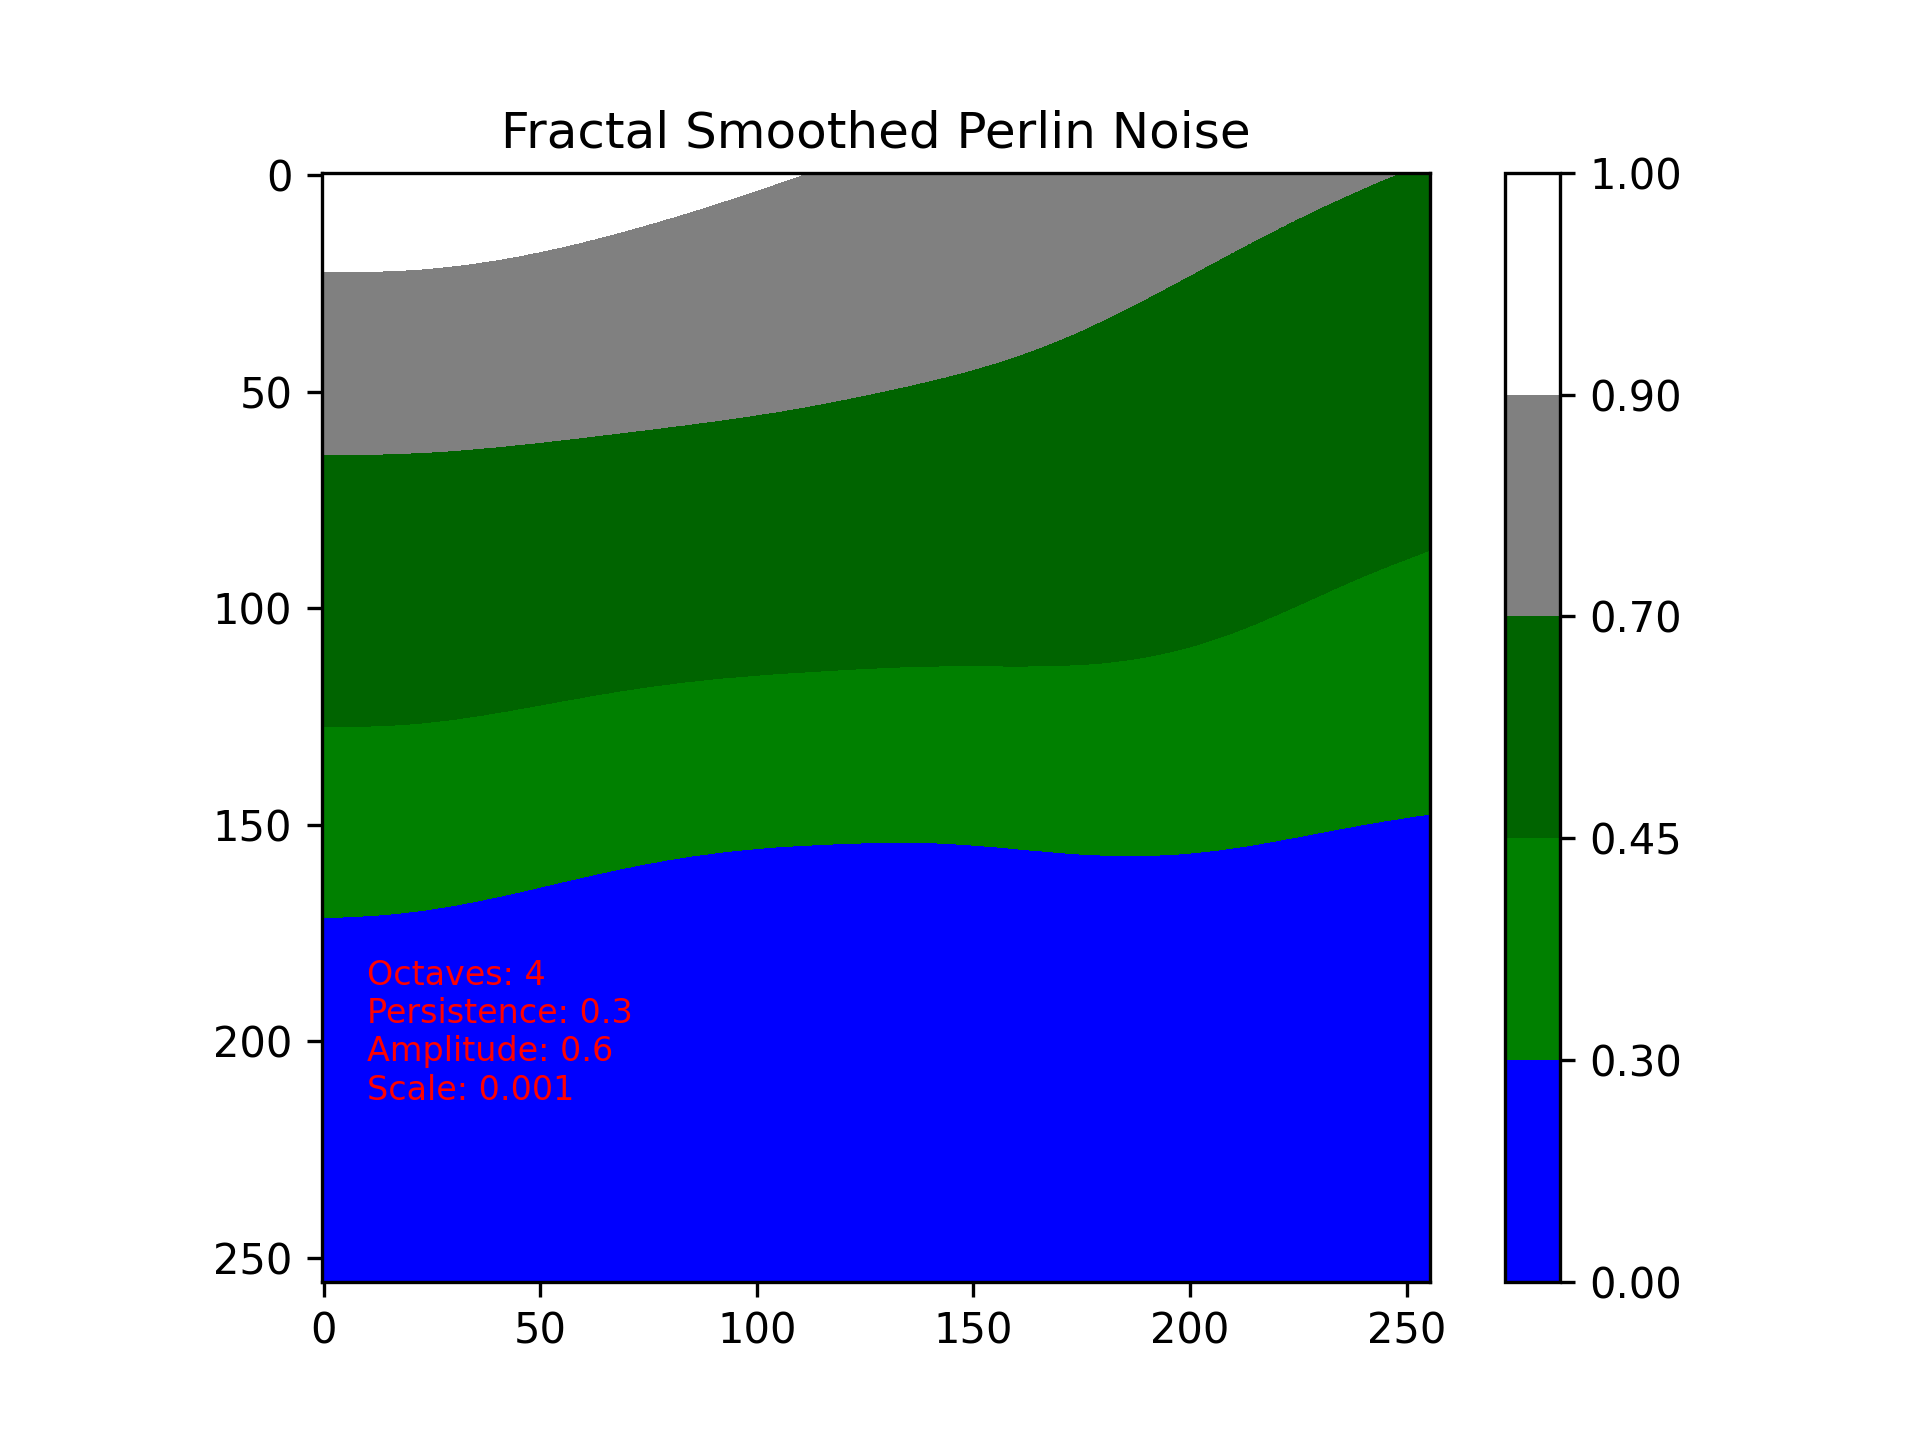 Fractal Smoothed Perlin Noise
0
50
100
150
200
250
Octaves: 4
Persistence: 0.3
Amplitude: 0.6
Scale: 0.001
0 50 100 150 200 250
1.00
0.90
0.70
0.45
0.30
0.00